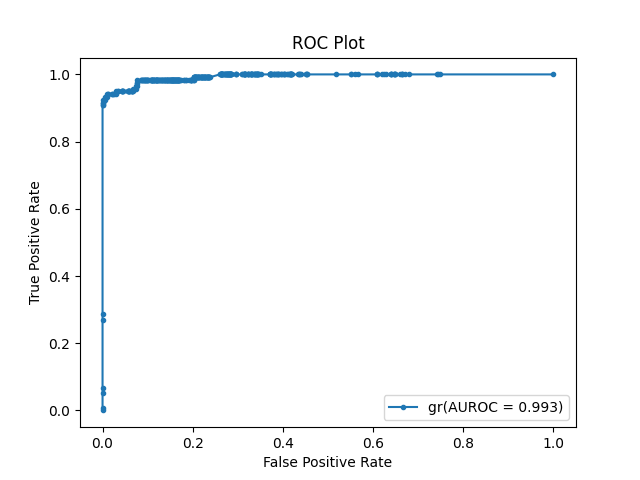 ROC Plot
True Positive Rate
1.0
0.8
0.6
0.4
0.2
0.0
gr(AUROC = 0.993)
0.0 0.2 0.4 0.6 0.8 1.0
False Positive Rate